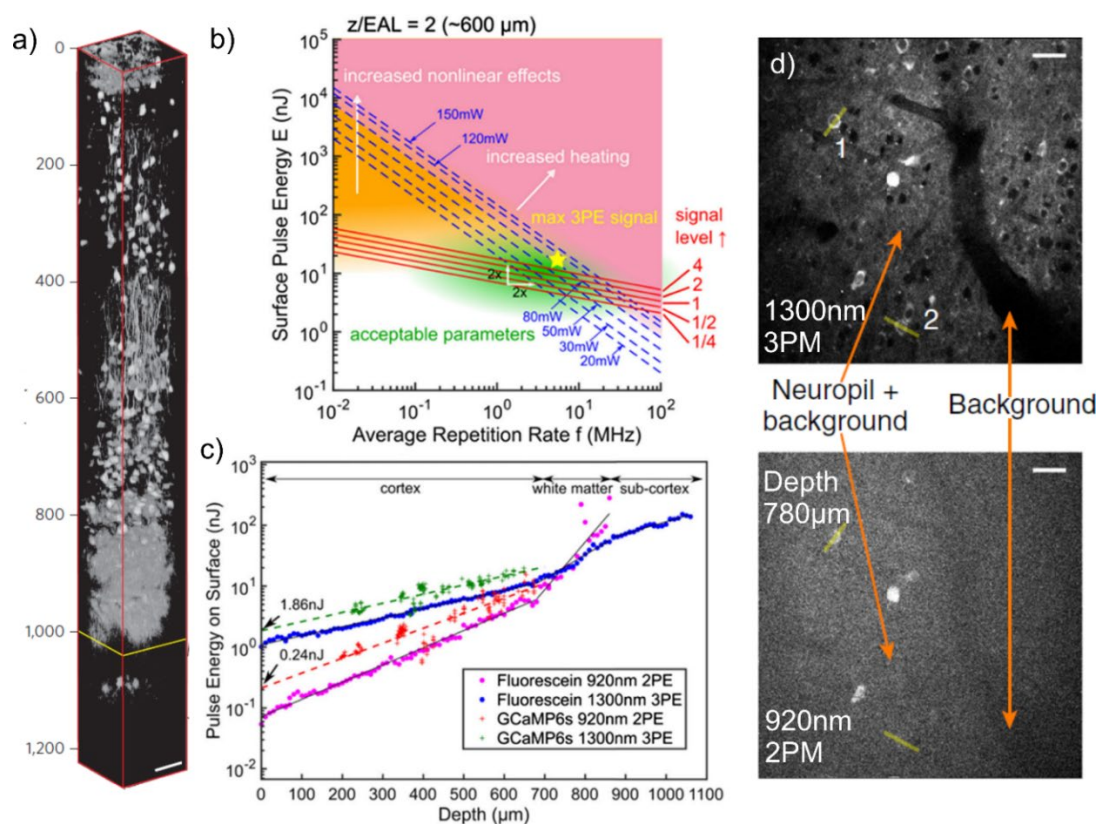 a)
0
200
400
600
800
1,000
1,200
b)
z/EAL = 2 (~600 µm)
Surface Pulse Energy E (nJ)
10^5
10^4
10^3
10^2
10^1
10^0
10^-1
increased nonlinear effects
150mW
120mW
increased heating
max 3PE signal
signal
level ↑
2x
2x
4
2
1
1/2
1/4
80mW
50mW
30mW
20mW
acceptable parameters
10^-2
10^-1
10^0
10^1
10^2
Average Repetition Rate f (MHz)
c)
Pulse Energy on Surface (nJ)
10^3
10^2
10^1
10^0
10^-1
10^-2
cortex
white matter
sub-cortex
1.86nJ
0.24nJ
Fluorescein 920nm 2PE
Fluorescein 1300nm 3PE
GCaMP6s 920nm 2PE
GCaMP6s 1300nm 3PE
0 100 200 300 400 500 600 700 800 900 1000 1100
Depth (µm)
d)
1
2
1300nm
3PM
Neuropil +
background
Background
Depth
780µm
920nm
2PM